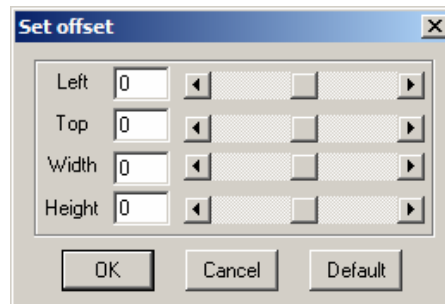 Set offset
Left 0
Top 0
Width 0
Height 0
OK Cancel Default